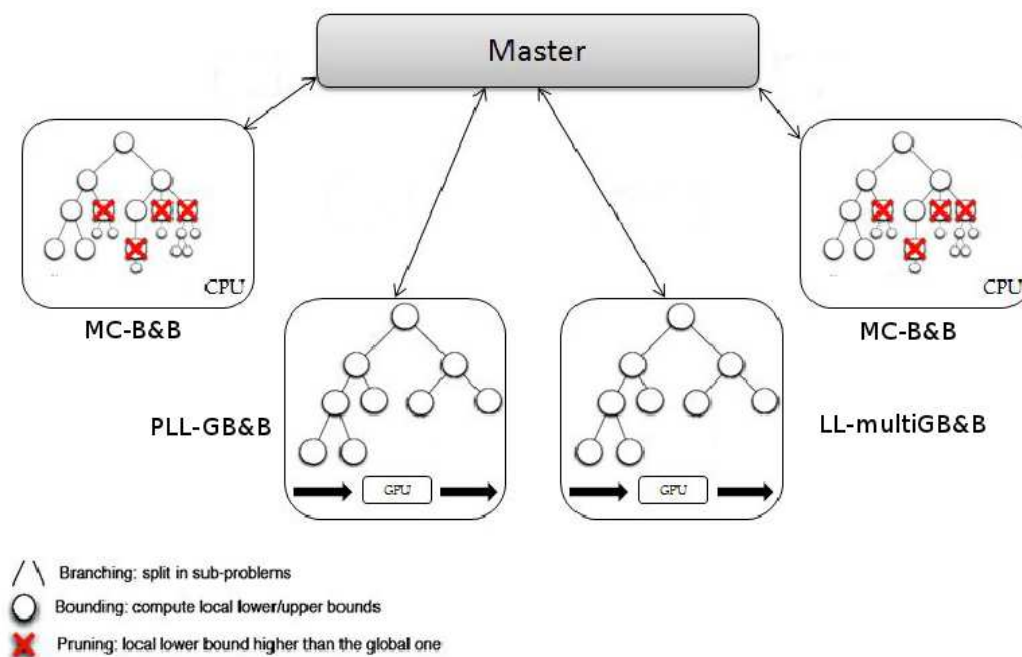 Master
CPU
CPU
MC-B&B
MC-B&B
PLL-GB&B
LL-multiGB&B
GPU
GPU
Branching: split in sub-problems
Bounding: compute local lower/upper bounds
Pruning: local lower bound higher than the global one